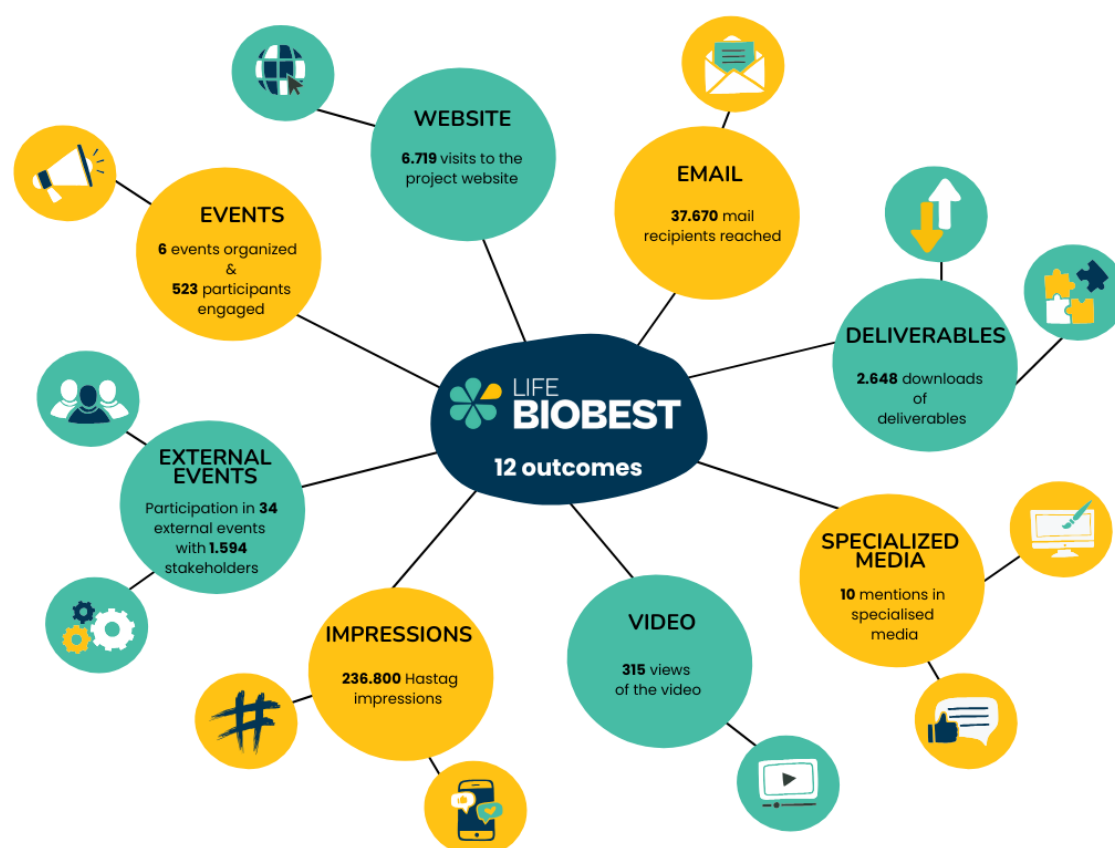 WEBSITE
6.719 visits to the
project website
EMAIL
37.670 mail
recipients reached
EVENTS
6 events organized
&
523 participants
engaged
DELIVERABLES
2.648 downloads
of
deliverables
LIFE
BIOBEST
12 outcomes
EXTERNAL
EVENTS
Participation in 34
external events
with 1.594
stakeholders
SPECIALIZED
MEDIA
10 mentions in
specialised
media
IMPRESSIONS
236.800 Hastag
impressions
VIDEO
315 views
of the video
#